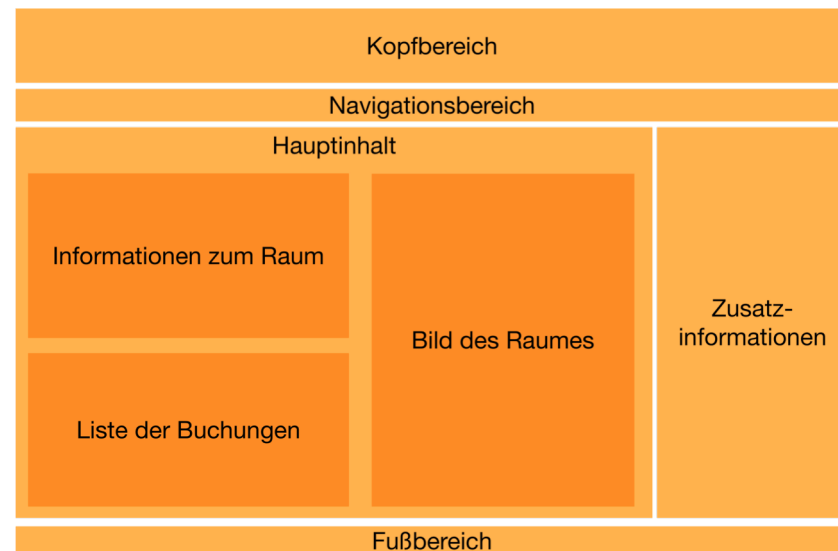 Kopfbereich
Navigationsbereich
Hauptinhalt
Informationen zum Raum
Liste der Buchungen
Bild des Raumes
Zusatz-
informationen
Fußbereich